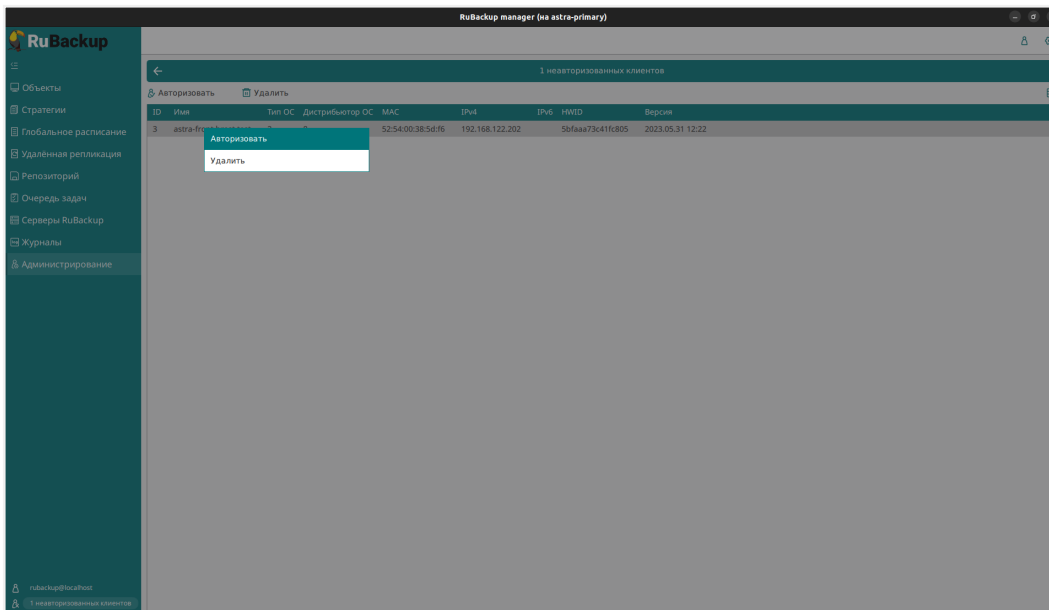 RuBackup manager (на astra-primary)
RuBackup
1 неавторизованных клиентов
Объекты
Стратегии
Глобальное расписание
Удалённая репликация
Репозиторий
Очередь задач
Серверы RuBackup
Журналы
Администрирование
Авторизовать Удалить
ID Имя Тип ОС Дистрибьютор ОС MAC IPv4 IPv6 HWID Версия
3 52:54:00:38:5d:f6 192.168.122.202 5bfaaa73c41fc805 2023.05.31 12:22
Авторизовать
Удалить
rubackup@localhost
1 неавторизованных клиентов